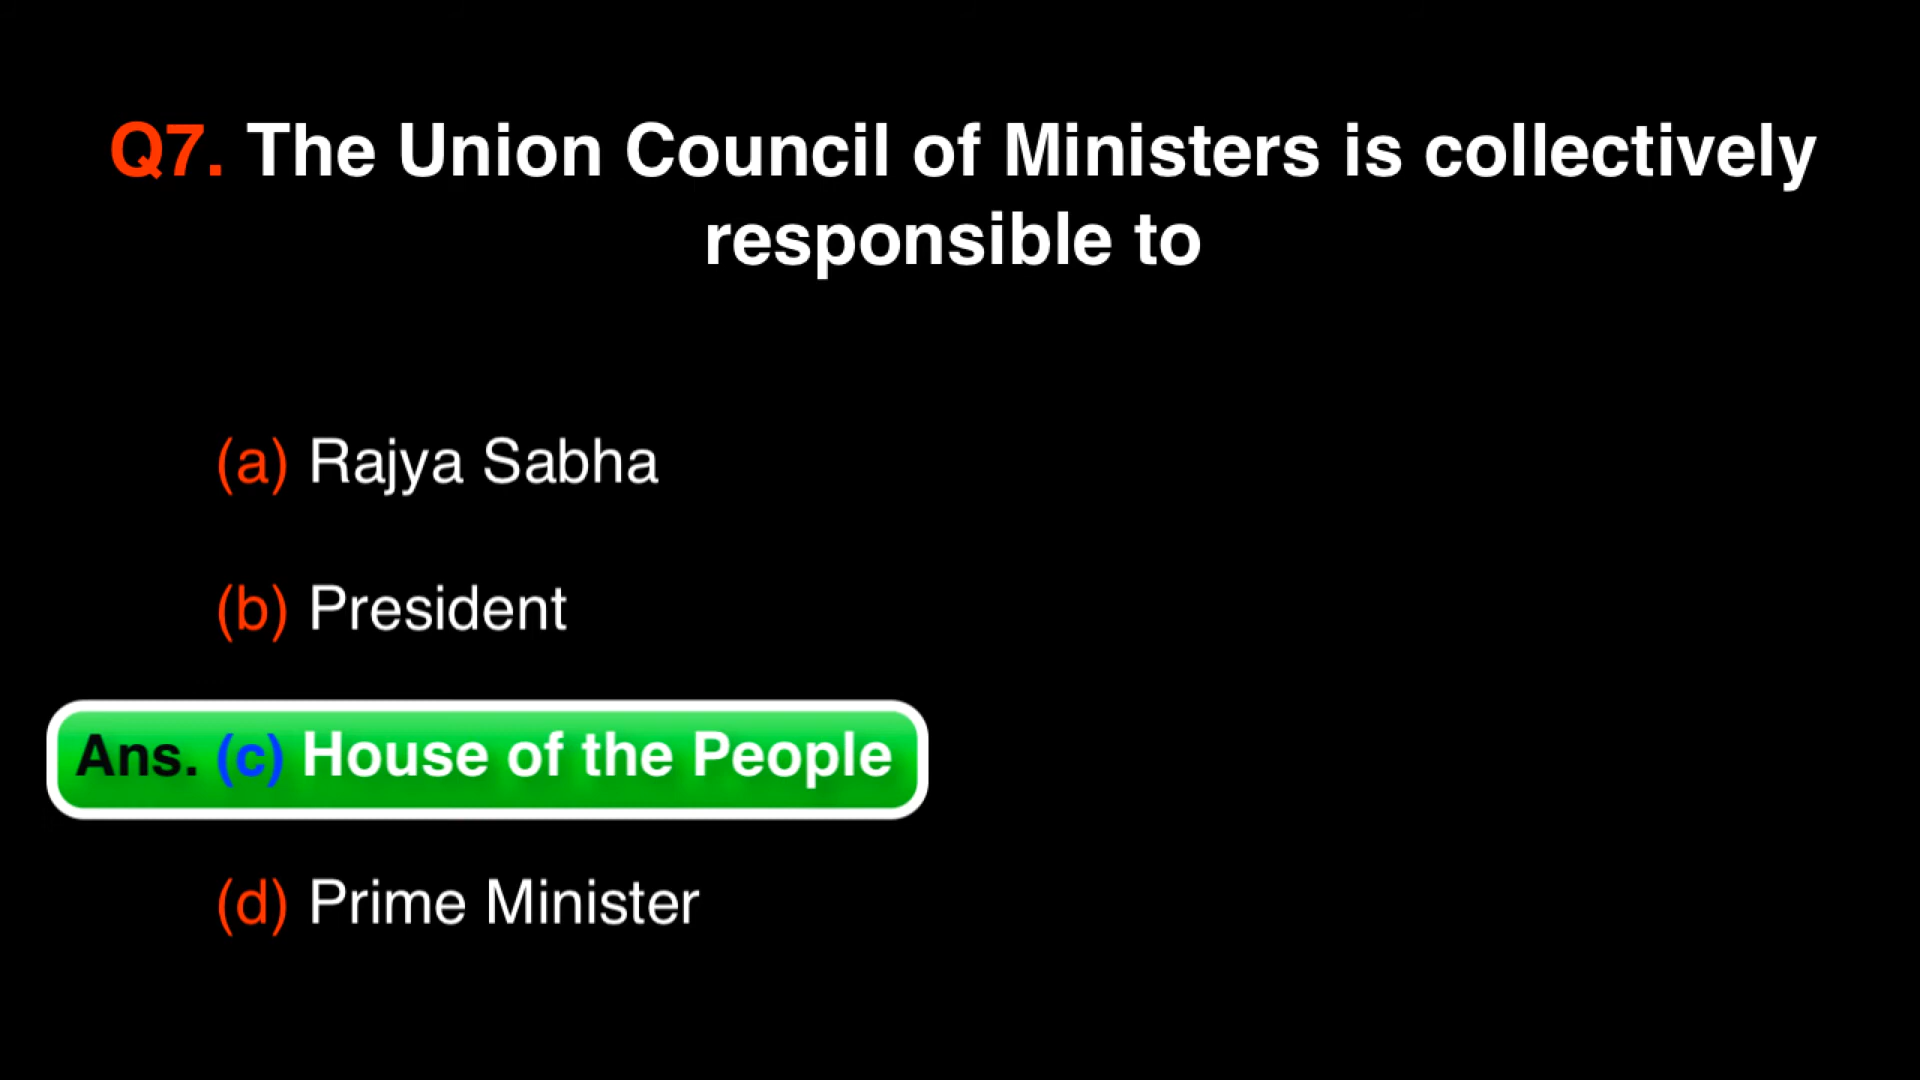 Q7. The Union Council of Ministers is collectively
responsible to
(a) Rajya Sabha
(b) President
Ans. (c) House of the People
(d) Prime Minister